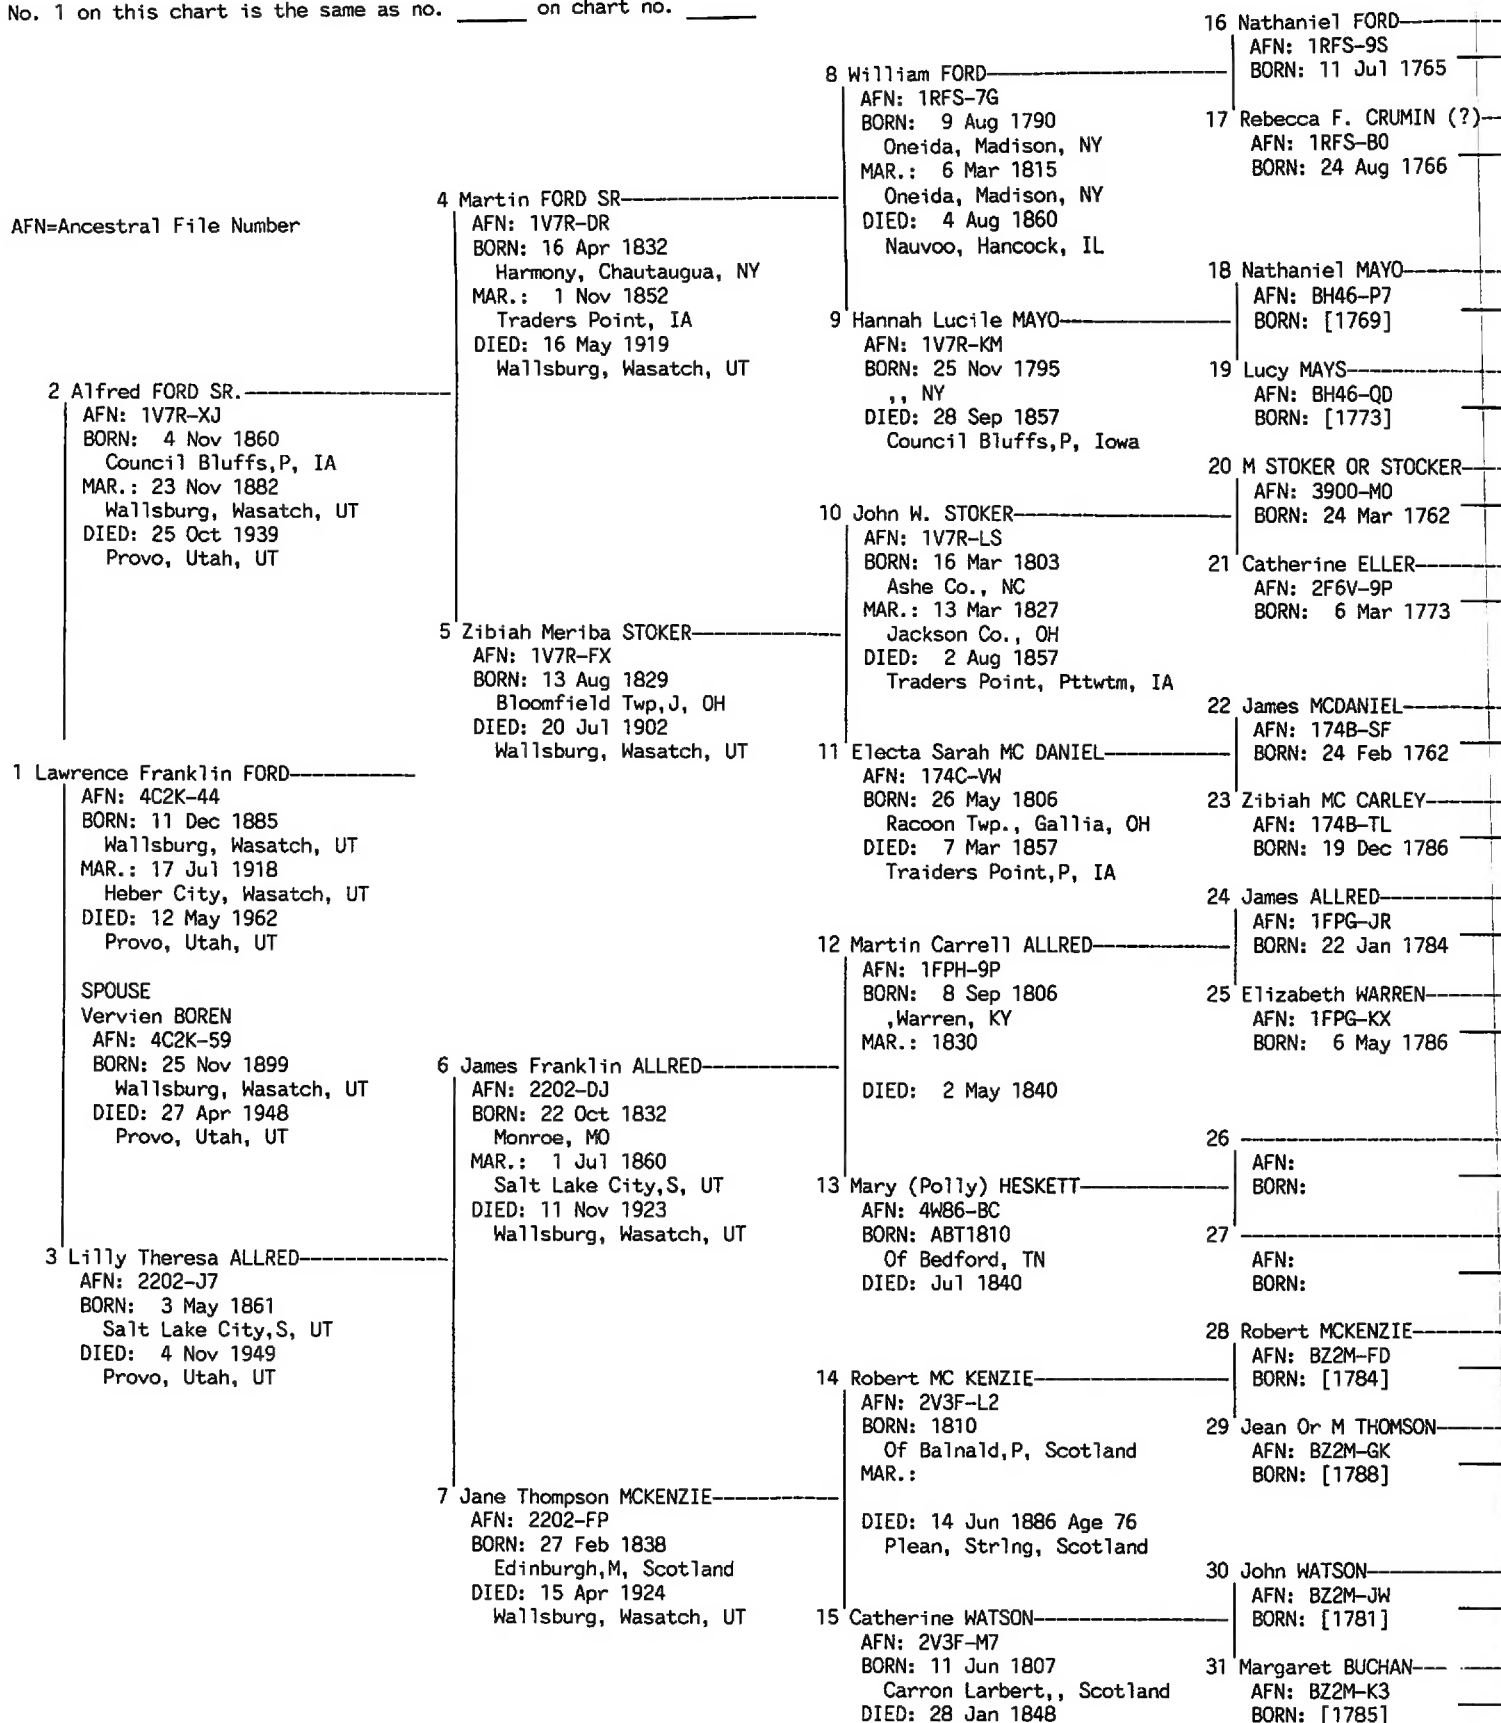 No. 1 on this chart is the same as no. _____ on chart no. _____
AFN=Ancestral File Number
1 Lawrence Franklin FORD
AFN: 4C2K-44
BORN: 11 Dec 1885
Wallsburg, Wasatch, UT
MAR.: 17 Jul 1918
Heber City, Wasatch, UT
DIED: 12 May 1962
Provo, Utah, UT
SPOUSE
Vervien BOREN
AFN: 4C2K-59
BORN: 25 Nov 1899
Wallsburg, Wasatch, UT
DIED: 27 Apr 1948
Provo, Utah, UT
2 Alfred FORD SR.
AFN: 1V7R-XJ
BORN: 4 Nov 1860
Council Bluffs,P, IA
MAR.: 23 Nov 1882
Wallsburg, Wasatch, UT
DIED: 25 Oct 1939
Provo, Utah, UT
3 Lilly Theresa ALLRED
AFN: 2202-J7
BORN: 3 May 1861
Salt Lake City,S, UT
DIED: 4 Nov 1949
Provo, Utah, UT
4 Martin FORD SR
AFN: 1V7R-DR
BORN: 16 Apr 1832
Harmony, Chautaugua, NY
MAR.: 1 Nov 1852
Traders Point, IA
DIED: 16 May 1919
Wallsburg, Wasatch, UT
5 Zibiah Meriba STOKER
AFN: 1V7R-FX
BORN: 13 Aug 1829
Bloomfield Twp,J, OH
DIED: 20 Jul 1902
Wallsburg, Wasatch, UT
6 James Franklin ALLRED
AFN: 2202-DJ
BORN: 22 Oct 1832
Monroe, MO
MAR.: 1 Jul 1860
Salt Lake City,S, UT
DIED: 11 Nov 1923
Wallsburg, Wasatch, UT
7 Jane Thompson MCKENZIE
AFN: 2202-FP
BORN: 27 Feb 1838
Edinburgh,M, Scotland
DIED: 15 Apr 1924
Wallsburg, Wasatch, UT
8 William FORD
AFN: 1RFS-7G
BORN: 9 Aug 1790
Oneida, Madison, NY
MAR.: 6 Mar 1815
Oneida, Madison, NY
DIED: 4 Aug 1860
Nauvoo, Hancock, IL
9 Hannah Lucile MAYO
AFN: 1V7R-KM
BORN: 25 Nov 1795
,, NY
DIED: 28 Sep 1857
Council Bluffs,P, Iowa
10 John W. STOKER
AFN: 1V7R-LS
BORN: 16 Mar 1803
Ashe Co., NC
MAR.: 13 Mar 1827
Jackson Co., OH
DIED: 2 Aug 1857
Traders Point, Pttwtm, IA
11 Electa Sarah MC DANIEL
AFN: 174C-VW
BORN: 26 May 1806
Racoon Twp., Gallia, OH
DIED: 7 Mar 1857
Traiders Point,P, IA
12 Martin Carrell ALLRED
AFN: 1FPH-9P
BORN: 8 Sep 1806
,Warren, KY
MAR.: 1830
DIED: 2 May 1840
13 Mary (Polly) HESKETT
AFN: 4W86-BC
BORN: ABT1810
Of Bedford, TN
DIED: Jul 1840
14 Robert MC KENZIE
AFN: 2V3F-L2
BORN: 1810
Of Balnald,P, Scotland
MAR.:
DIED: 14 Jun 1886 Age 76
Plean, Strlng, Scotland
15 Catherine WATSON
AFN: 2V3F-M7
BORN: 11 Jun 1807
Carron Larbert,, Scotland
DIED: 28 Jan 1848
16 Nathaniel FORD
AFN: 1RFS-9S
BORN: 11 Jul 1765
17 Rebecca F. CRUMIN (?)
AFN: 1RFS-B0
BORN: 24 Aug 1766
18 Nathaniel MAYO
AFN: BH46-P7
BORN: [1769]
19 Lucy MAYS
AFN: BH46-QD
BORN: [1773]
20 M STOKER OR STOCKER
AFN: 3900-M0
BORN: 24 Mar 1762
21 Catherine ELLER
AFN: 2F6V-9P
BORN: 6 Mar 1773
22 James MCDANIEL
AFN: 174B-SF
BORN: 24 Feb 1762
23 Zibiah MC CARLEY
AFN: 174B-TL
BORN: 19 Dec 1786
24 James ALLRED
AFN: 1FPG-JR
BORN: 22 Jan 1784
25 Elizabeth WARREN
AFN: 1FPG-KX
BORN: 6 May 1786
26
AFN:
BORN:
27
AFN:
BORN:
28 Robert MCKENZIE
AFN: BZ2M-FD
BORN: [1784]
29 Jean Or M THOMSON
AFN: BZ2M-GK
BORN: [1788]
30 John WATSON
AFN: BZ2M-JW
BORN: [1781]
31 Margaret BUCHAN
AFN: BZ2M-K3
BORN: [1785]